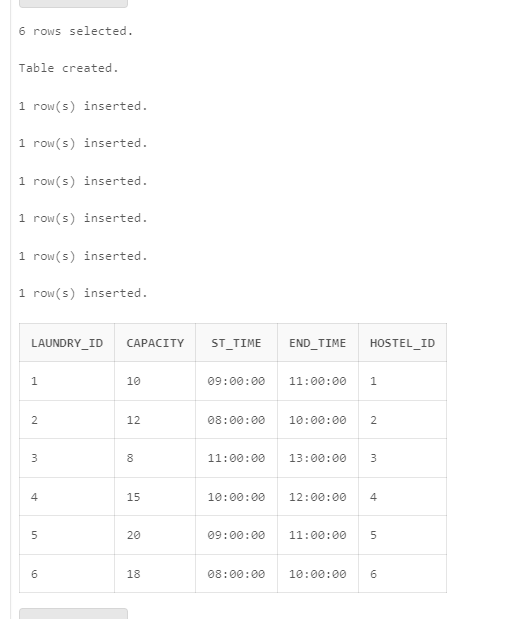 6 rows selected.
Table created.
1 row(s) inserted.
1 row(s) inserted.
1 row(s) inserted.
1 row(s) inserted.
1 row(s) inserted.
1 row(s) inserted.
LAUNDRY_ID CAPACITY ST_TIME END_TIME HOSTEL_ID
1 10 09:00:00 11:00:00 1
2 12 08:00:00 10:00:00 2
3 8 11:00:00 13:00:00 3
4 15 10:00:00 12:00:00 4
5 20 09:00:00 11:00:00 5
6 18 08:00:00 10:00:00 6